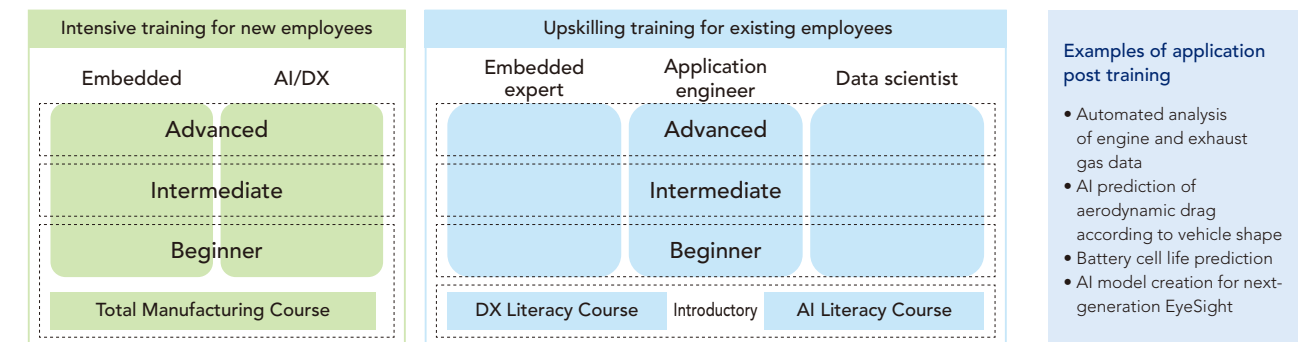 Intensive training for new employees
Embedded
AI/DX
Advanced
Intermediate
Beginner
Total Manufacturing Course
Upskilling training for existing employees
Embedded
expert
Application
engineer
Data scientist
Advanced
Intermediate
Beginner
DX Literacy Course
Introductory
AI Literacy Course
Examples of application
post training
• Automated analysis
of engine and exhaust
gas data
• AI prediction of
aerodynamic drag
according to vehicle shape
• Battery cell life prediction
• AI model creation for next-
generation EyeSight